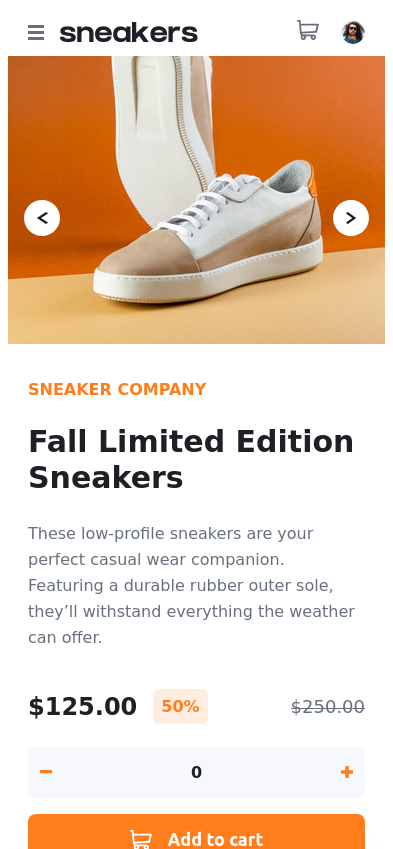 sneakers
SNEAKER COMPANY
Fall Limited Edition
Sneakers
These low-profile sneakers are your
perfect casual wear companion.
Featuring a durable rubber outer sole,
they’ll withstand everything the weather
can offer.
$125.00 50% $250.00
0
Add to cart